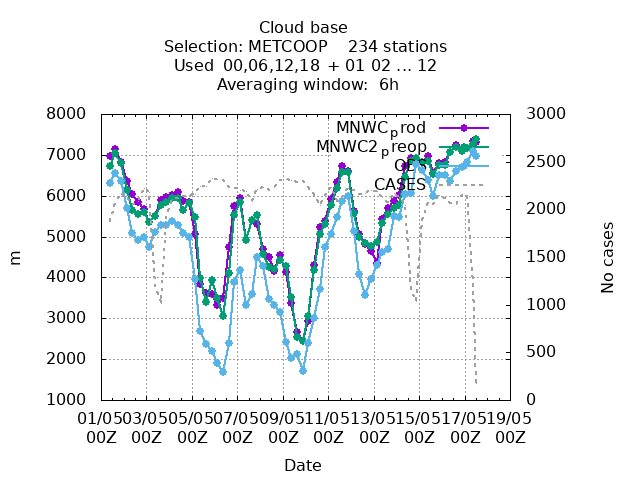 Cloud base
Selection: METCOOP 234 stations
Used 00,06,12,18 + 01 02 ... 12
Averaging window: 6h
8000 3000
MNWCprod
MNWC2preop
7000 2500
OBS
CASES
6000 2000
5000 1500
m No cases
4000
3000 1000
2000 500
1000 0
01/05 03/05 05/05 07/05 09/05 11/05 13/05 15/05 17/05 19/05
00Z 00Z 00Z 00Z 00Z 00Z 00Z 00Z 00Z 00Z
Date